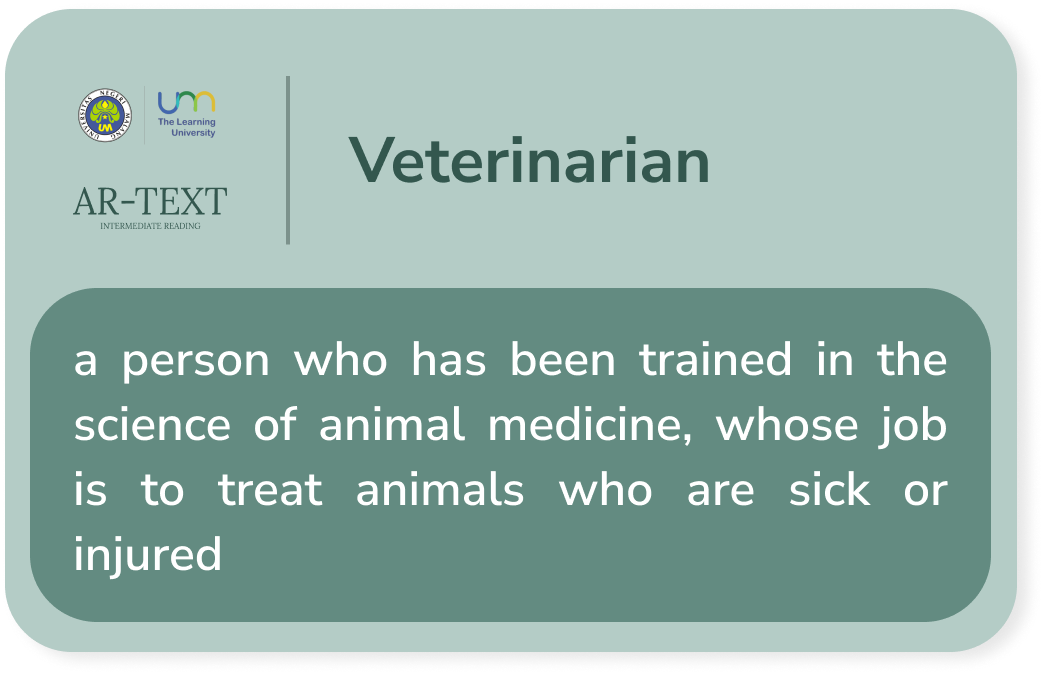 UNIVERSITAS NEGERI MALANG
UM
um
The Learning
University
AR-TEXT
INTERMEDIATE READING
Veterinarian
a person who has been trained in the
science of animal medicine, whose job
is to treat animals who are sick or
injured